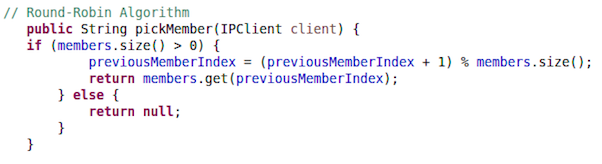 // Round-Robin Algorithm
public String pickMember(IPClient client) {
if (members.size() > 0) {
previousMemberIndex = (previousMemberIndex + 1) % members.size();
return members.get(previousMemberIndex);
} else {
return null;
}
}